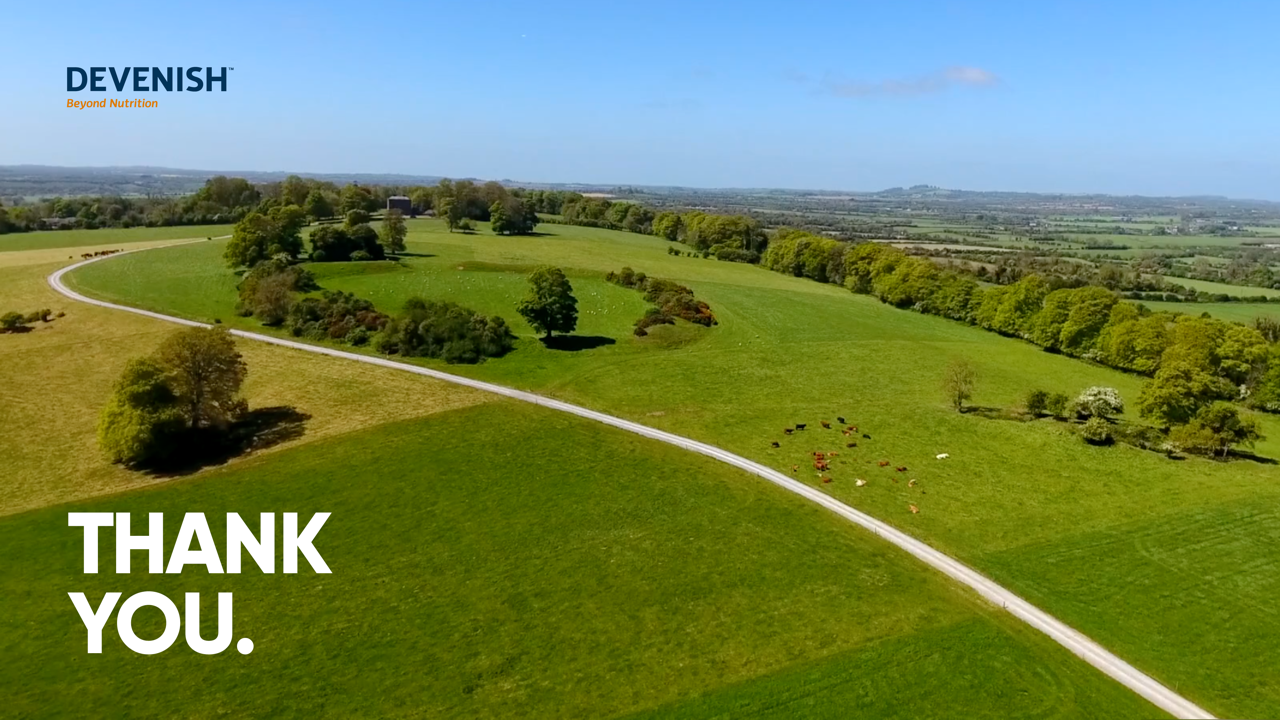 DEVENISH™
Beyond Nutrition
THANK
YOU.